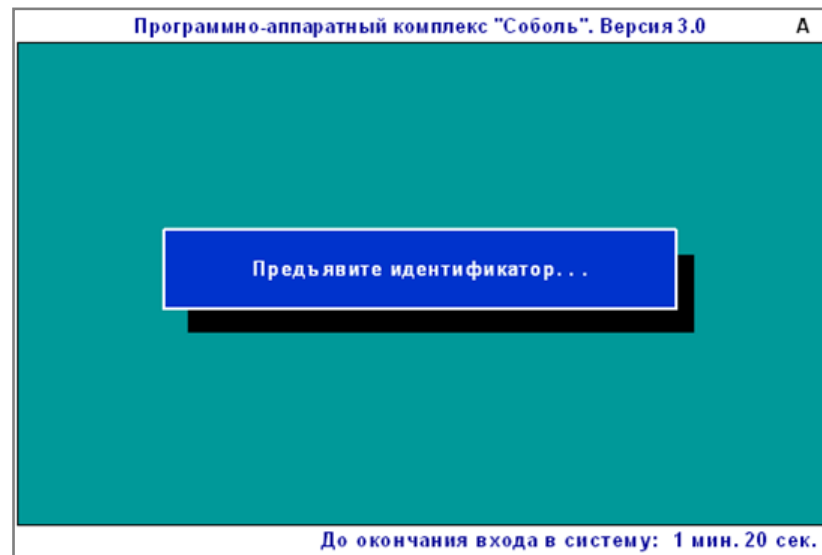 Программно-аппаратный комплекс "Соболь". Версия 3.0 А
Предъявите идентификатор...
До окончания входа в систему: 1 мин. 20 сек.